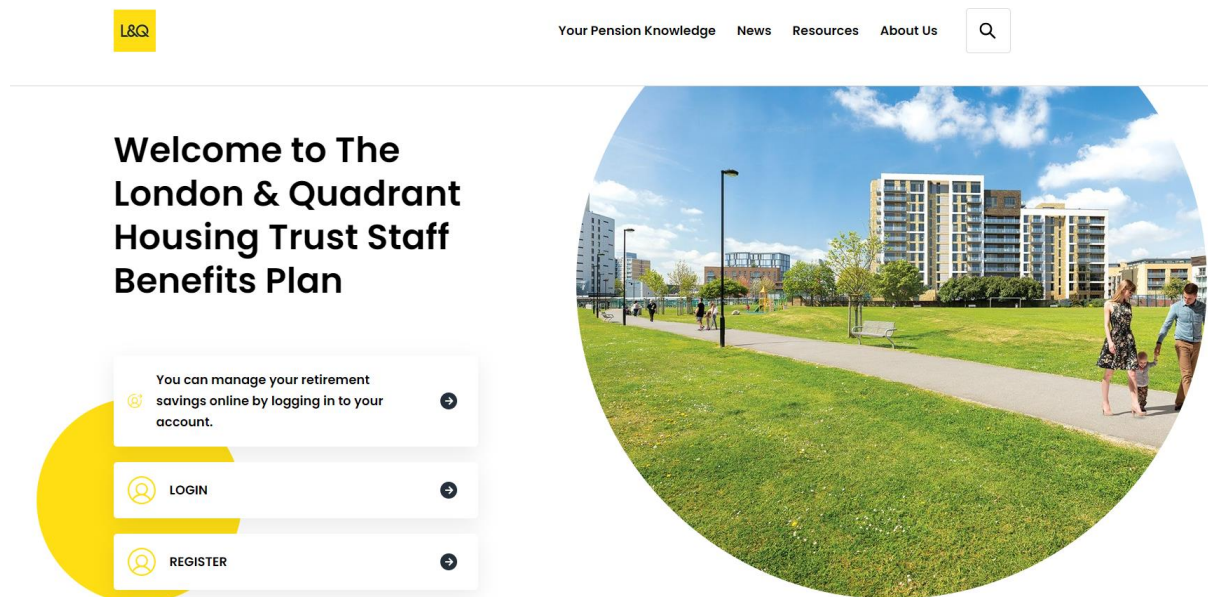 L&Q
Your Pension Knowledge News Resources About Us
Welcome to The
London & Quadrant
Housing Trust Staff
Benefits Plan
You can manage your retirement
savings online by logging in to your
account.
LOGIN
REGISTER